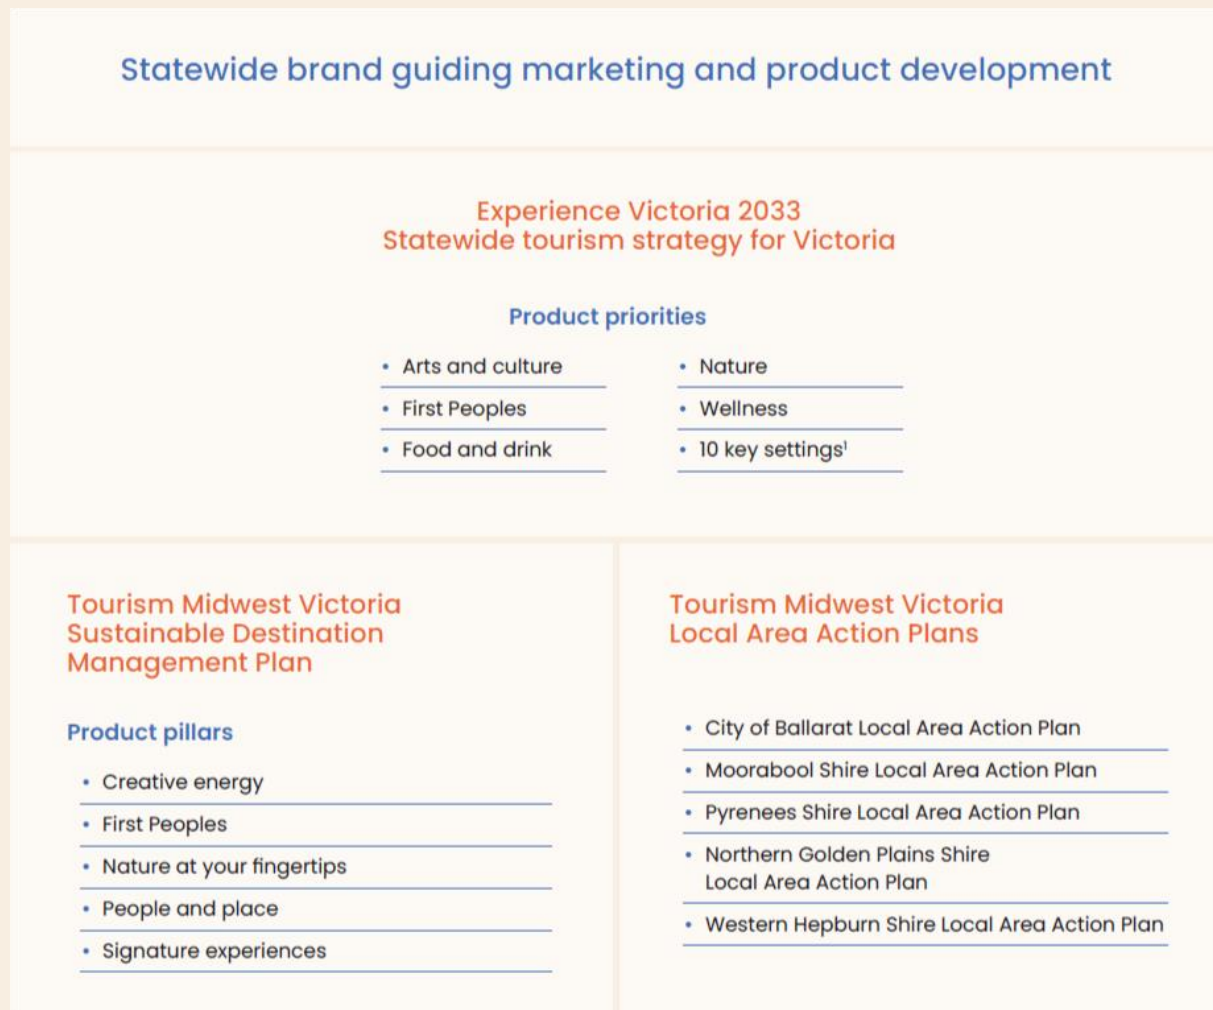 Statewide brand guiding marketing and product development
Experience Victoria 2033
Statewide tourism strategy for Victoria
Product priorities
• Arts and culture
• First Peoples
• Food and drink
• Nature
• Wellness
• 10 key settings¹
Tourism Midwest Victoria
Sustainable Destination
Management Plan
Product pillars
• Creative energy
• First Peoples
• Nature at your fingertips
• People and place
• Signature experiences
Tourism Midwest Victoria
Local Area Action Plans
• City of Ballarat Local Area Action Plan
• Moorabool Shire Local Area Action Plan
• Pyrenees Shire Local Area Action Plan
• Northern Golden Plains Shire
Local Area Action Plan
• Western Hepburn Shire Local Area Action Plan